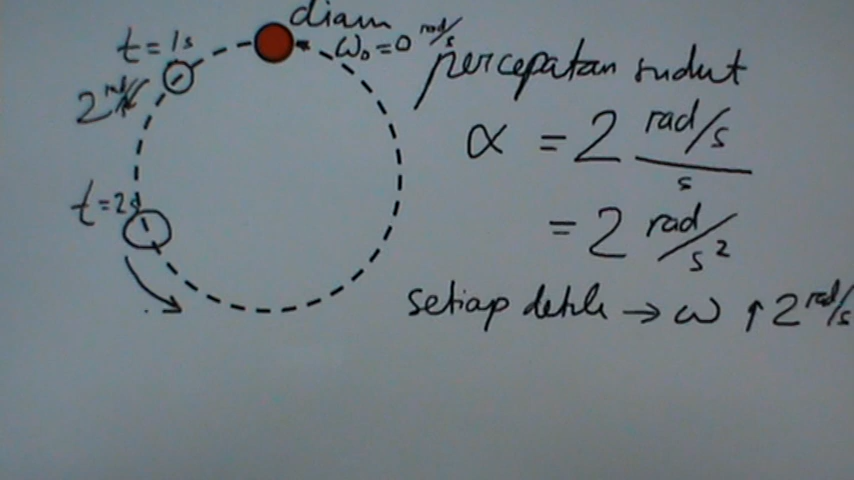 diam
t = 1s
ω₀ = 0 rad/s
percepatan sudut
2 rad/s
α = 2 rad/s / s
t = 2s
= 2 rad/s²
setiap detik → ω ↑ 2 rad/s